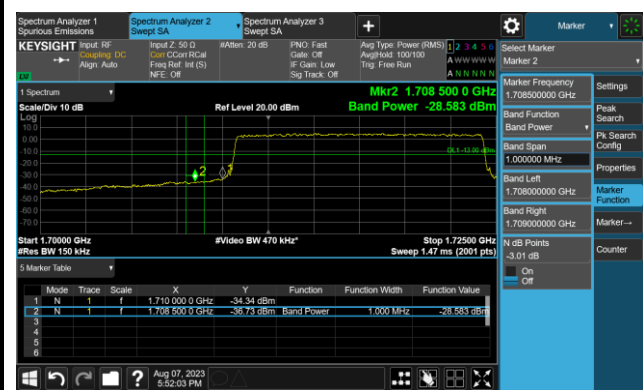 Spectrum Analyzer 1
Spurious Emissions
Spectrum Analyzer 2
Swept SA
Spectrum Analyzer 3
Swept SA
+
Marker
KEYSIGHT
Input: RF
Coupling: DC
Align: Auto
Input Z: 50 Ω
Corr CCorr RCal
Freq Ref: Int (S)
NFE: Off
#Atten: 20 dB
PNO: Fast
Gate: Off
IF Gain: Low
Sig Track: Off
Avg Type: Power (RMS)
Avg|Hold: 100/100
Trig: Free Run
1 2 3 4 5 6
A W W W W W
A N N N N N
Select Marker
Marker 2
1 Spectrum
Scale/Div 10 dB
Ref Level 20.00 dBm
Mkr2 1.708 500 0 GHz
Band Power -28.583 dBm
Log
10.0
0.00
-10.0
-20.0
-30.0
-40.0
-50.0
-60.0
-70.0
DL1 -13.00 dBm
2
1
Start 1.70000 GHz
#Res BW 150 kHz
#Video BW 470 kHz*
Stop 1.72500 GHz
Sweep 1.47 ms (2001 pts)
5 Marker Table
Mode Trace Scale X Y Function Function Width Function Value
1 N 1 f 1.710 000 0 GHz -34.34 dBm
2 N 1 f 1.708 500 0 GHz -36.73 dBm Band Power 1.000 MHz -28.583 dBm
3
4
5
6
Marker Frequency
1.708500000 GHz
Band Function
Band Power
Band Span
1.000000 MHz
Band Left
1.708000000 GHz
Band Right
1.709000000 GHz
N dB Points
-3.01 dB
On
Off
Settings
Peak
Search
Pk Search
Config
Properties
Marker
Function
Marker→
Counter
?
Aug 07, 2023
5:52:03 PM